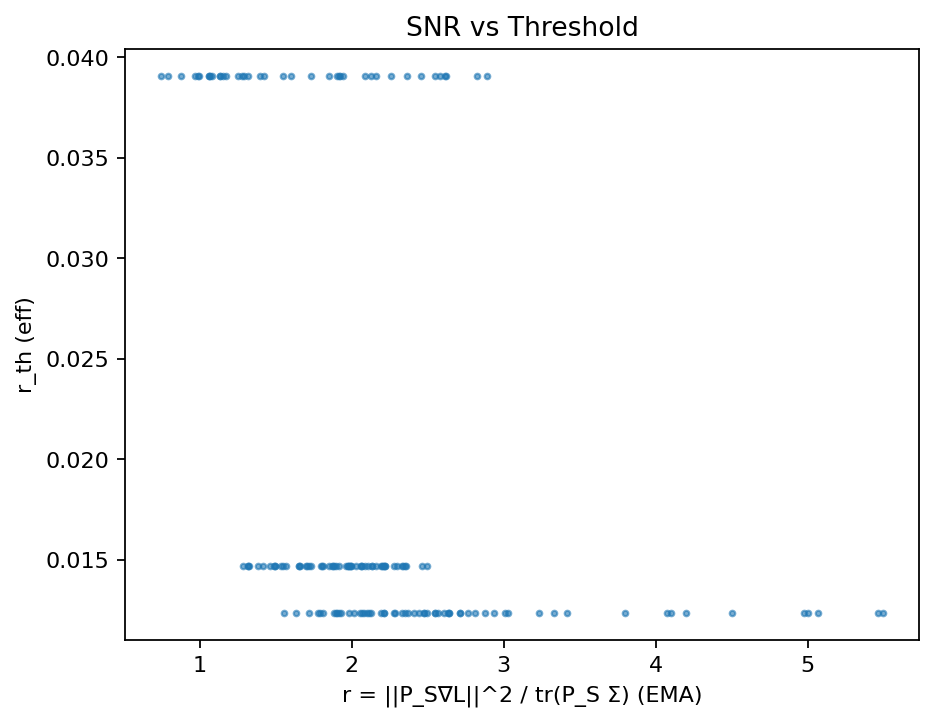 SNR vs Threshold
0.040
0.035
0.030
0.025
0.020
0.015
r_th (eff)
1 2 3 4 5
r = ||P_S∇L||^2 / tr(P_S Σ) (EMA)